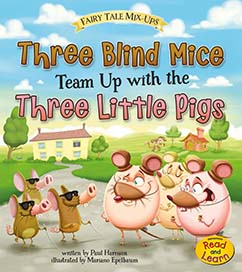 FAIRY TALE MIX-UPS
Three Blind Mice
Team Up with the
Three Little Pigs
Read and
Learn
written by Paul Harrison
illustrated by Mariano Epelbaum